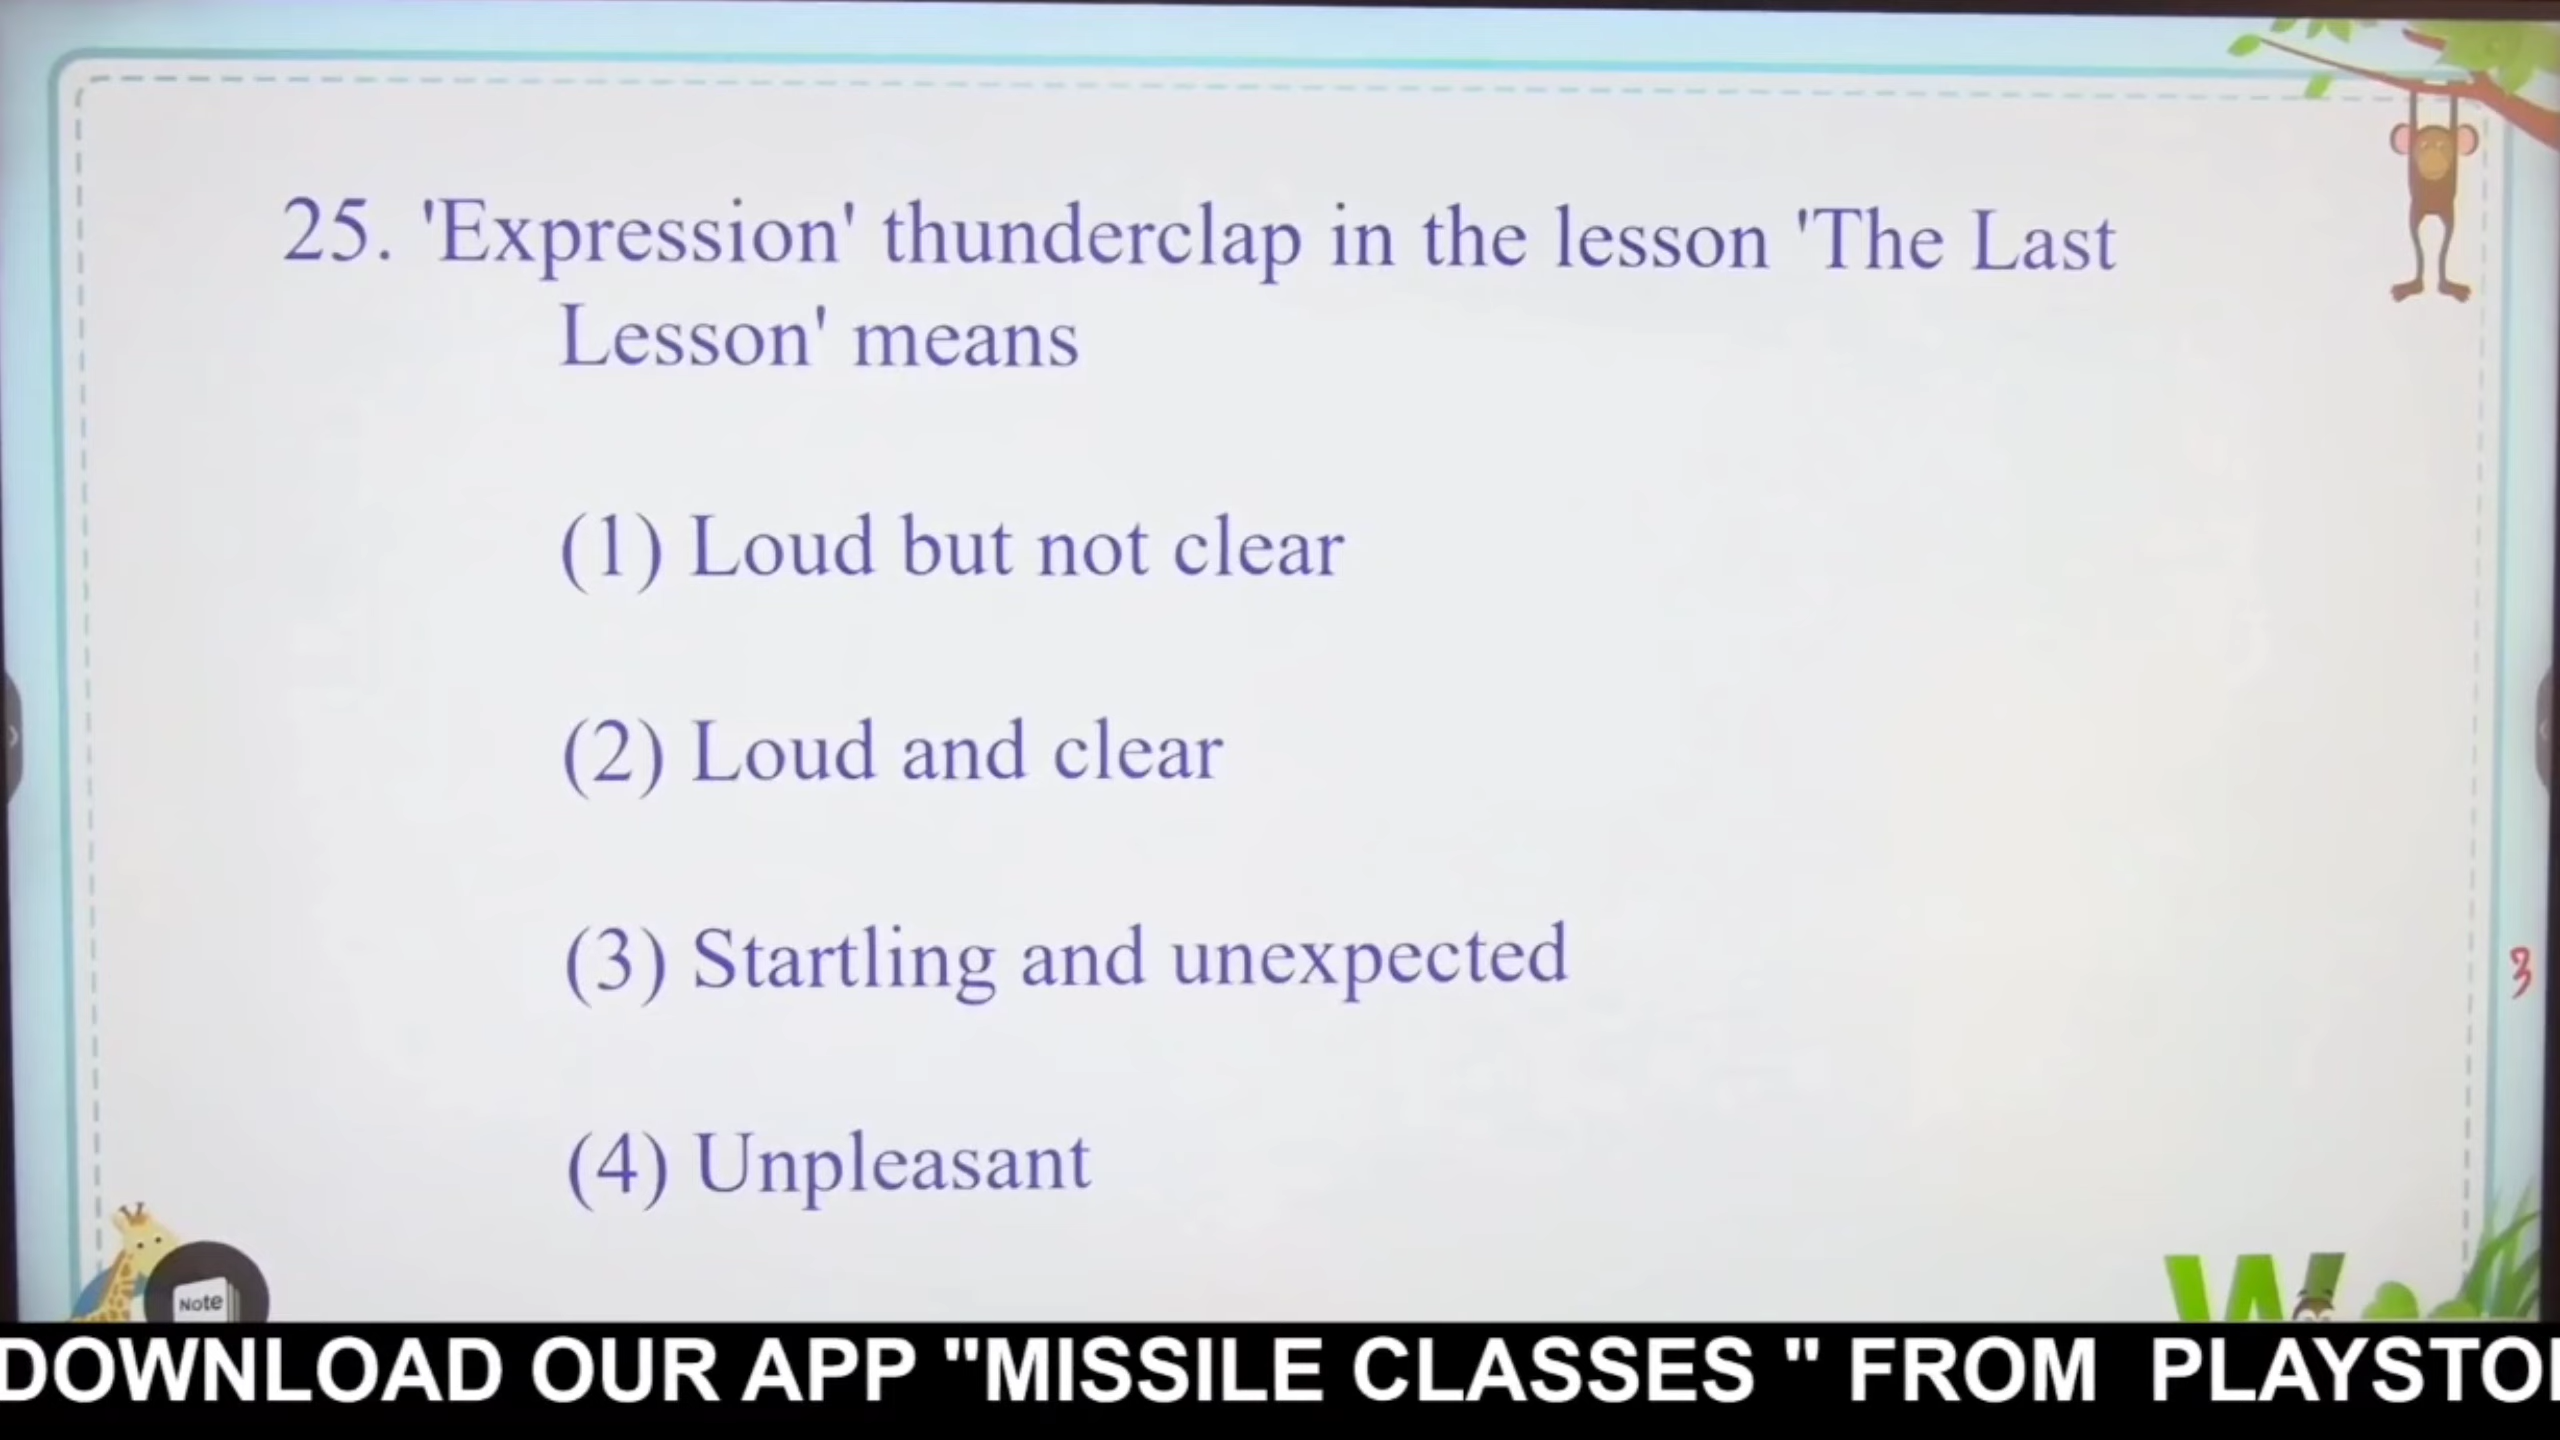 25. 'Expression' thunderclap in the lesson 'The Last
Lesson' means
(1) Loud but not clear
(2) Loud and clear
(3) Startling and unexpected
(4) Unpleasant
3
Note
W
DOWNLOAD OUR APP "MISSILE CLASSES " FROM PLAYSTO